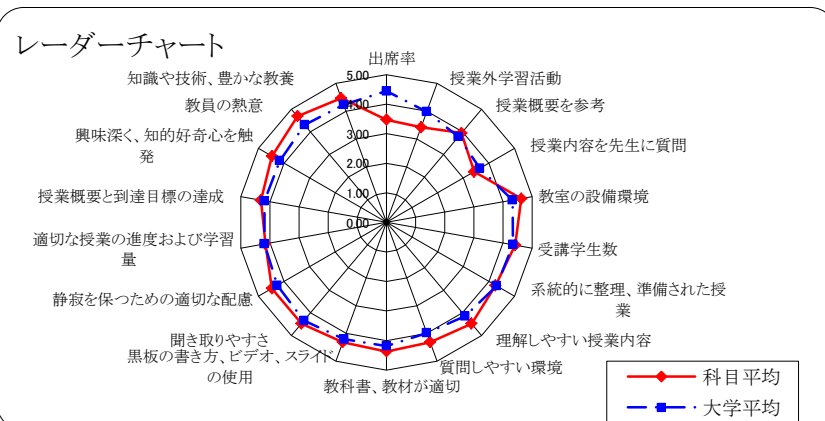 レーダーチャート
出席率
授業外学習活動
授業概要を参考
授業内容を先生に質問
教室の設備環境
受講学生数
系統的に整理、準備された授
業
理解しやすい授業内容
質問しやすい環境
教科書、教材が適切
黒板の書き方、ビデオ、スライド
の使用
聞き取りやすさ
静寂を保つための適切な配慮
適切な授業の進度および学習
量
授業概要と到達目標の達成
興味深く、知的好奇心を触
発
教員の熱意
知識や技術、豊かな教養
5.00
4.00
3.00
2.00
1.00
0.00
科目平均
大学平均